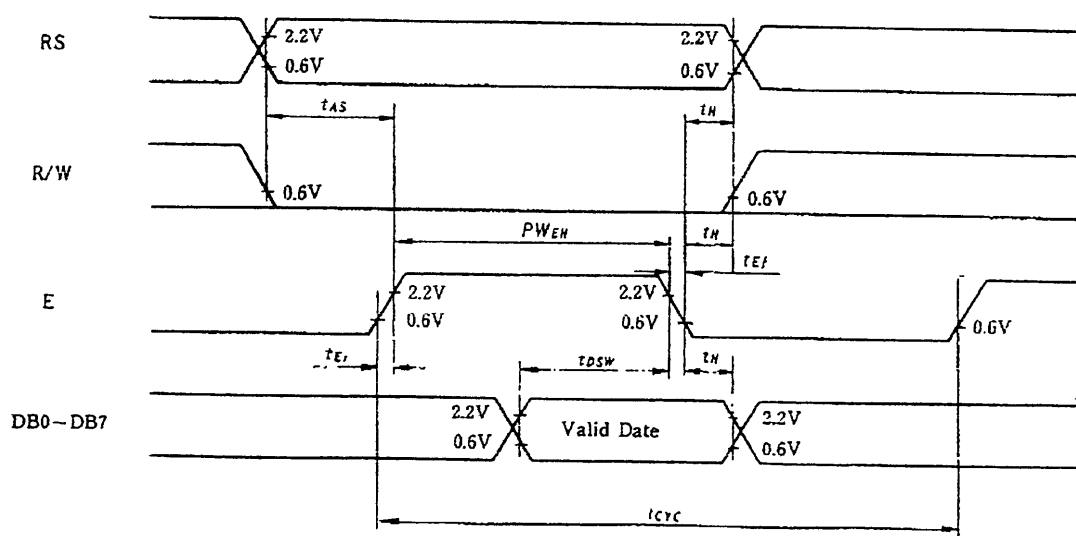 RS
2.2V
2.2V
0.6V
0.6V
tAS
tH
R/W
0.6V
0.6V
PWEH
tH
tEf
E
2.2V
2.2V
0.6V
0.6V
0.6V
tEr
tDSW
tH
DB0~DB7
2.2V
Valid Date
2.2V
0.6V
0.6V
tCYC